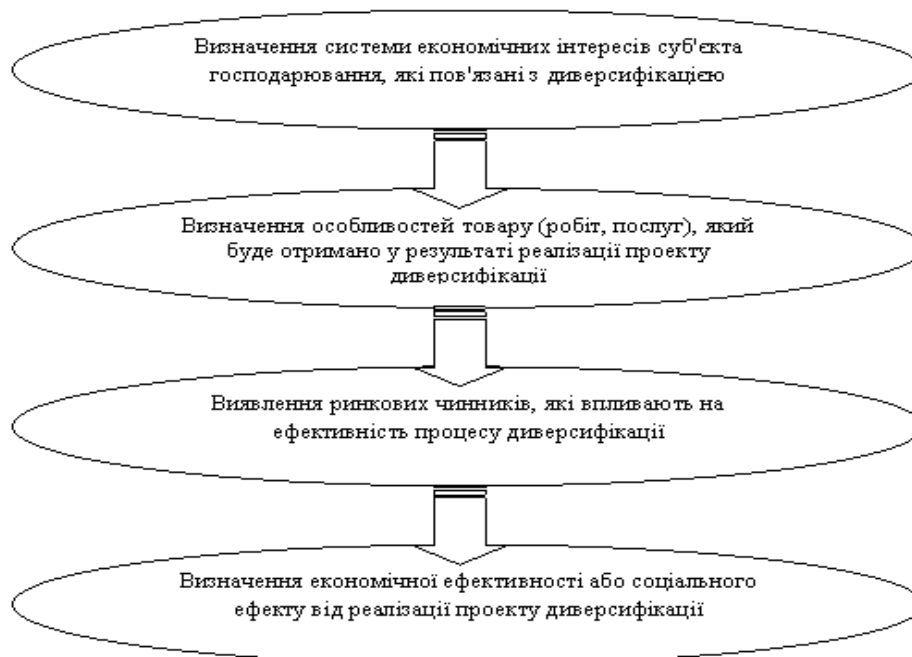 Визначення системи економічних інтересів суб'єкта
господарювання, які пов'язані з диверсифікацією
Визначення особливостей товару (робіт, послуг), який
буде отримано у результаті реалізації проекту
диверсифікації
Виявлення ринкових чинників, які впливають на
ефективність процесу диверсифікації
Визначення економічної ефективності або соціального
ефекту від реалізації проекту диверсифікації